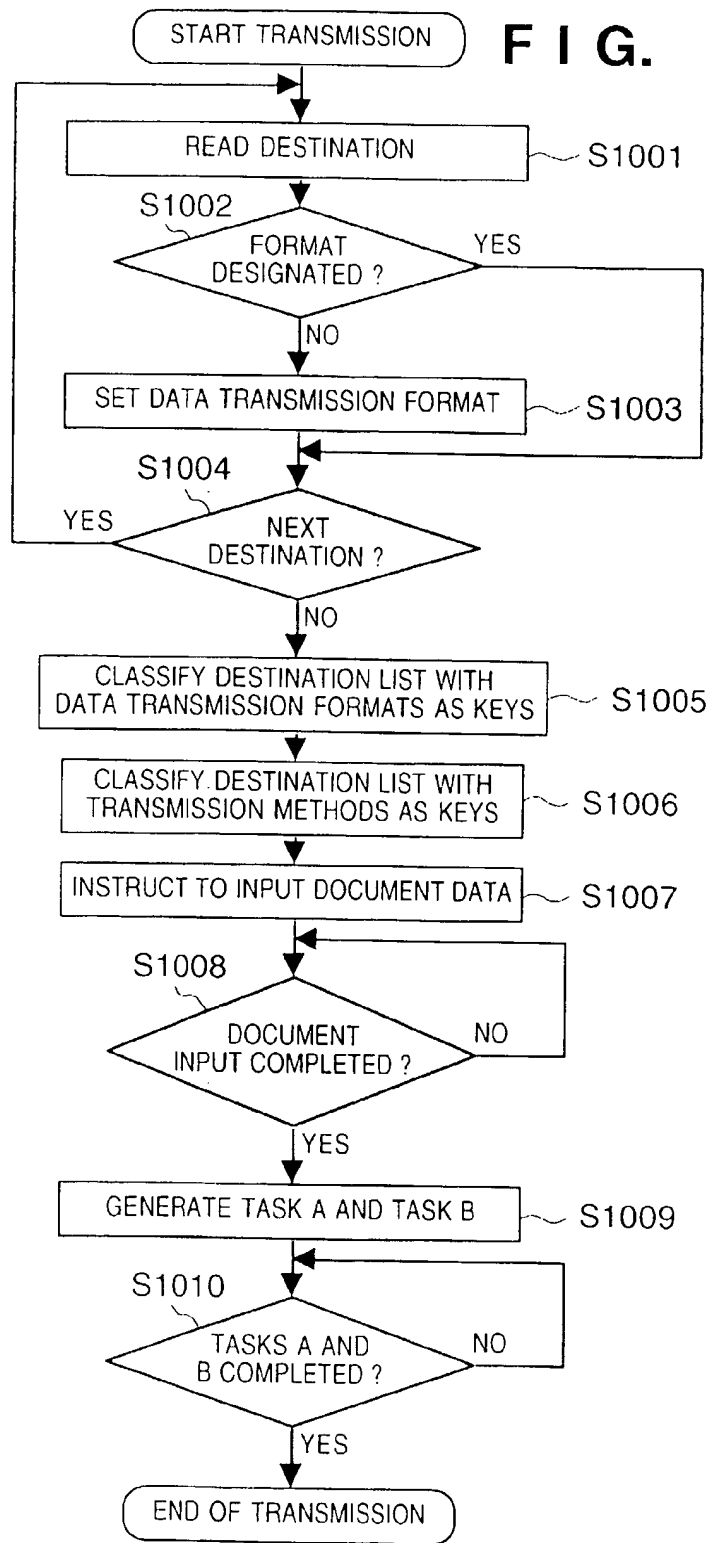 START TRANSMISSION
F I G.
READ DESTINATION
S1001
S1002
FORMAT
DESIGNATED ?
YES
NO
SET DATA TRANSMISSION FORMAT
S1003
S1004
YES
NEXT
DESTINATION ?
NO
CLASSIFY DESTINATION LIST WITH
DATA TRANSMISSION FORMATS AS KEYS
S1005
CLASSIFY DESTINATION LIST WITH
TRANSMISSION METHODS AS KEYS
S1006
INSTRUCT TO INPUT DOCUMENT DATA
S1007
S1008
DOCUMENT
INPUT COMPLETED ?
NO
YES
GENERATE TASK A AND TASK B
S1009
S1010
TASKS A AND
B COMPLETED ?
NO
YES
END OF TRANSMISSION